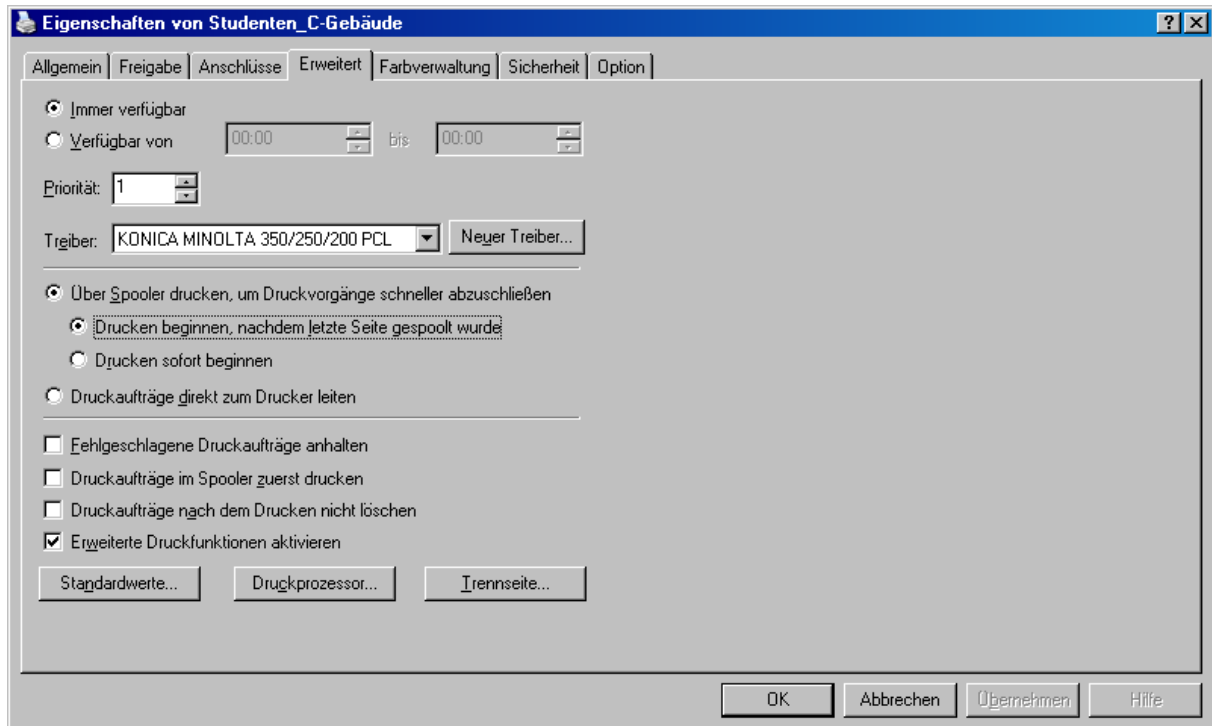 Eigenschaften von Studenten_C-Gebäude
Allgemein Freigabe Anschlüsse Erweitert Farbverwaltung Sicherheit Option
Immer verfügbar
Verfügbar von 00:00 bis 00:00
Priorität: 1
Treiber: KONICA MINOLTA 350/250/200 PCL Neuer Treiber...
Über Spooler drucken, um Druckvorgänge schneller abzuschließen
Drucken beginnen, nachdem letzte Seite gespoolt wurde
Drucken sofort beginnen
Druckaufträge direkt zum Drucker leiten
Fehlgeschlagene Druckaufträge anhalten
Druckaufträge im Spooler zuerst drucken
Druckaufträge nach dem Drucken nicht löschen
Erweiterte Druckfunktionen aktivieren
Standardwerte... Druckprozessor... Trennseite...
OK Abbrechen Übernehmen Hilfe